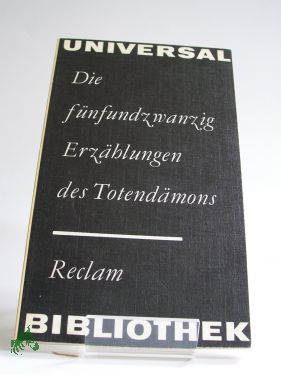 UNIVERSAL
Die
fünfundzwanzig
Erzählungen
des Totendämons
Reclam
BIBLIOTHEK